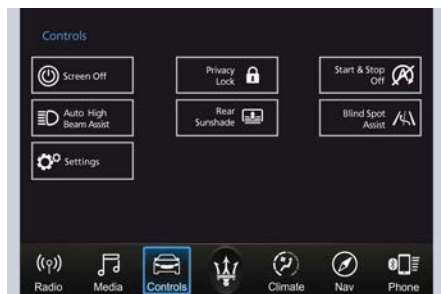 Controls
Screen Off
Privacy
Lock
Start & Stop
Off
Auto High
Beam Assist
Rear
Sunshade
Blind Spot
Assist
Settings
Radio Media Controls Climate Nav Phone